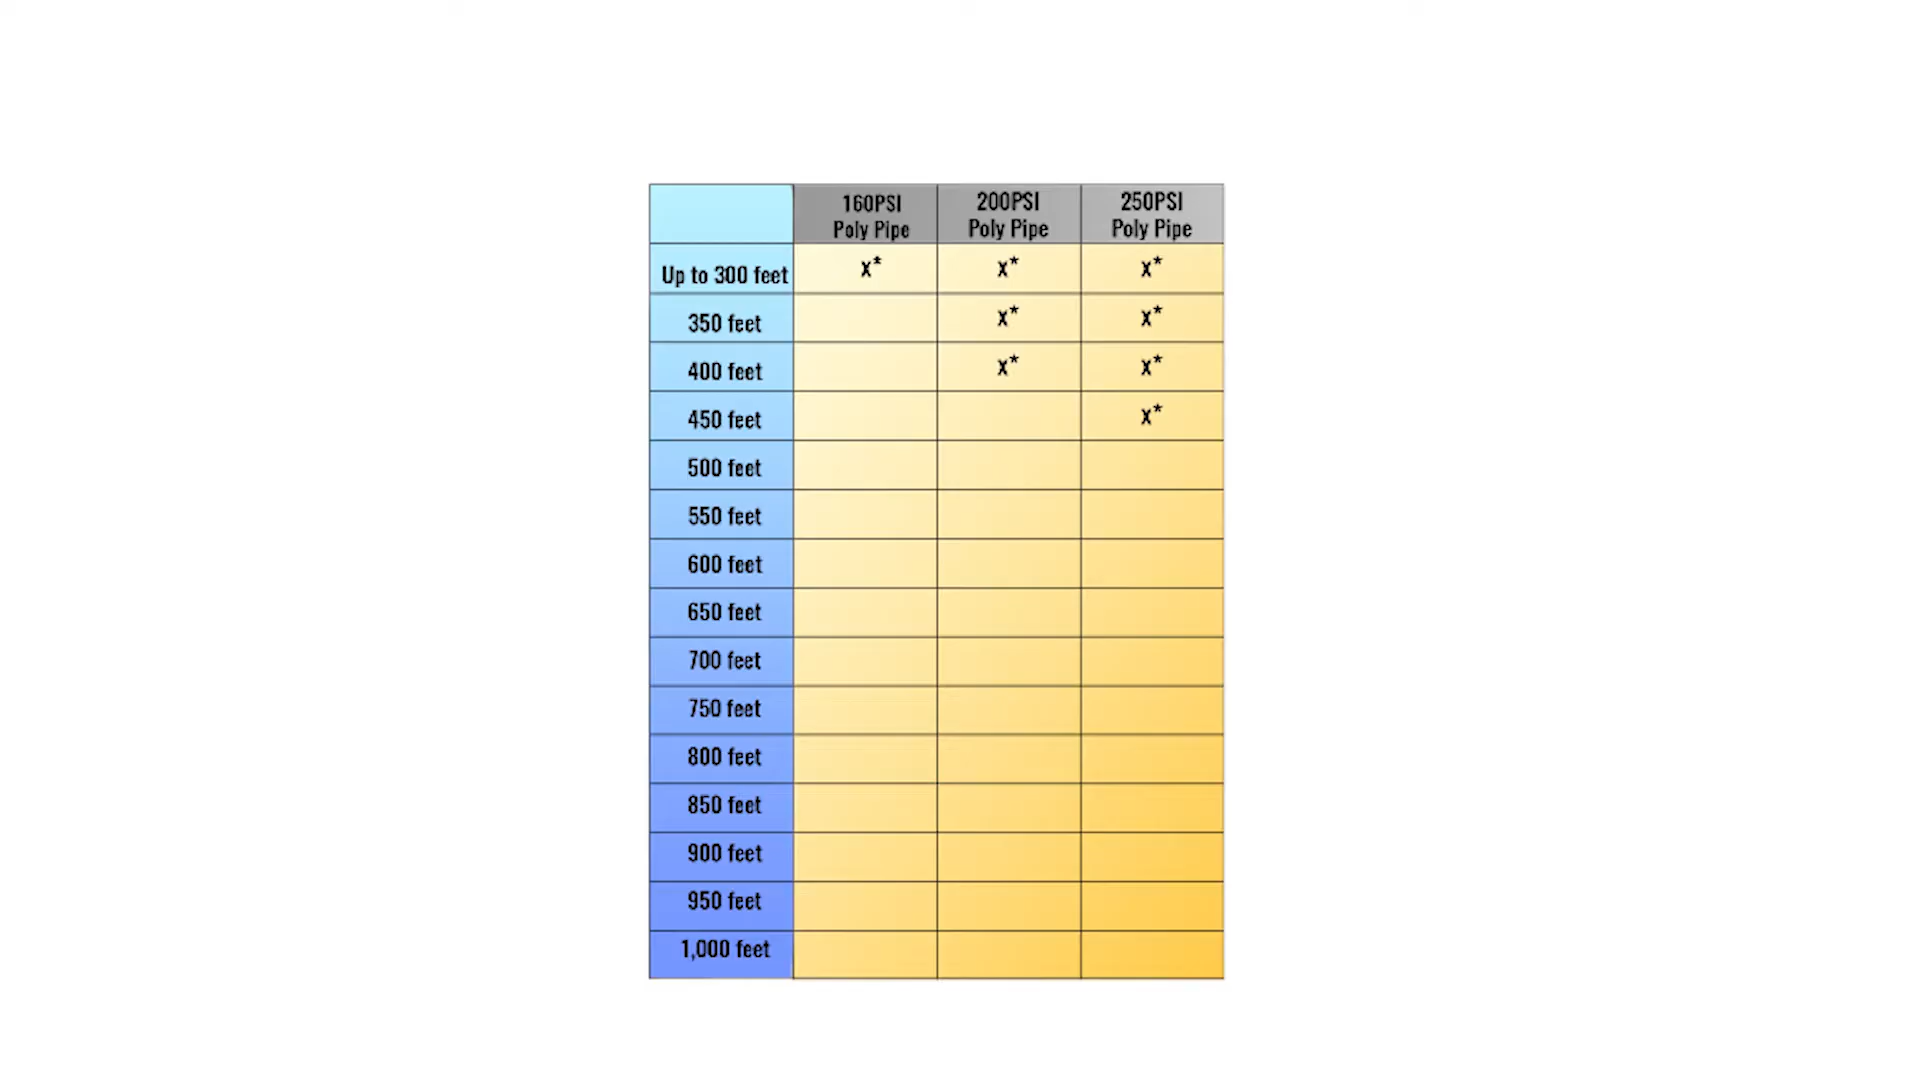 160PSI
Poly Pipe
200PSI
Poly Pipe
250PSI
Poly Pipe
Up to 300 feet x* x* x*
350 feet x* x*
400 feet x* x*
450 feet x*
500 feet
550 feet
600 feet
650 feet
700 feet
750 feet
800 feet
850 feet
900 feet
950 feet
1,000 feet